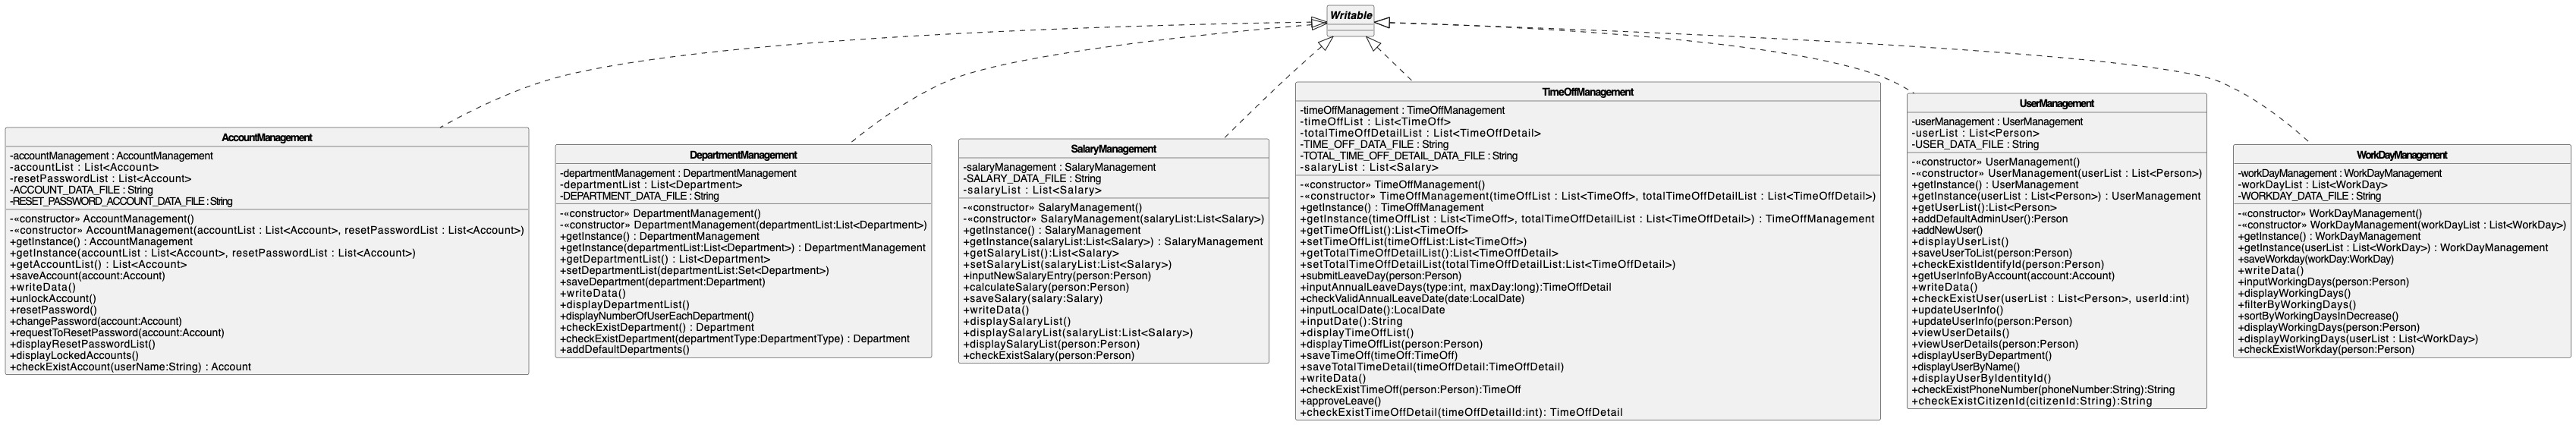 Writable
AccountManagement
-accountManagement : AccountManagement
-accountList : List<Account>
-resetPasswordList : List<Account>
-ACCOUNT_DATA_FILE : String
-RESET_PASSWORD_ACCOUNT_DATA_FILE : String
-«constructor» AccountManagement()
-«constructor» AccountManagement(accountList : List<Account>, resetPasswordList : List<Account>)
+getInstance() : AccountManagement
+getInstance(accountList : List<Account>, resetPasswordList : List<Account>)
+getAccountList() : List<Account>
+saveAccount(account:Account)
+writeData()
+unlockAccount()
+resetPassword()
+changePassword(account:Account)
+requestToResetPassword(account:Account)
+displayResetPasswordList()
+displayLockedAccounts()
+checkExistAccount(userName:String) : Account
DepartmentManagement
-departmentManagement : DepartmentManagement
-departmentList : List<Department>
-DEPARTMENT_DATA_FILE : String
-«constructor» DepartmentManagement()
-«constructor» DepartmentManagement(departmentList:List<Department>)
+getInstance() : DepartmentManagement
+getInstance(departmentList:List<Department>) : DepartmentManagement
+getDepartmentList() : List<Department>
+setDepartmentList(departmentList:Set<Department>)
+saveDepartment(department:Department)
+writeData()
+displayDepartmentList()
+displayNumberOfUserEachDepartment()
+checkExistDepartment() : Department
+checkExistDepartment(departmentType:DepartmentType) : Department
+addDefaultDepartments()
SalaryManagement
-salaryManagement : SalaryManagement
-SALARY_DATA_FILE : String
-salaryList : List<Salary>
-«constructor» SalaryManagement()
-«constructor» SalaryManagement(salaryList:List<Salary>)
+getInstance() : SalaryManagement
+getInstance(salaryList:List<Salary>) : SalaryManagement
+getSalaryList():List<Salary>
+setSalaryList(salaryList:List<Salary>)
+inputNewSalaryEntry(person:Person)
+calculateSalary(person:Person)
+saveSalary(salary:Salary)
+writeData()
+displaySalaryList()
+displaySalaryList(salaryList:List<Salary>)
+displaySalaryList(person:Person)
+checkExistSalary(person:Person)
TimeOffManagement
-timeOffManagement : TimeOffManagement
-timeOffList : List<TimeOff>
-totalTimeOffDetailList : List<TimeOffDetail>
-TIME_OFF_DATA_FILE : String
-TOTAL_TIME_OFF_DETAIL_DATA_FILE : String
-salaryList : List<Salary>
-«constructor» TimeOffManagement()
-«constructor» TimeOffManagement(timeOffList : List<TimeOff>, totalTimeOffDetailList : List<TimeOffDetail>)
+getInstance() : TimeOffManagement
+getInstance(timeOffList : List<TimeOff>, totalTimeOffDetailList : List<TimeOffDetail>) : TimeOffManagement
+getTimeOffList():List<TimeOff>
+setTimeOffList(timeOffList:List<TimeOff>)
+getTotalTimeOffDetailList():List<TimeOffDetail>
+setTotalTimeOffDetailList(totalTimeOffDetailList:List<TimeOffDetail>)
+submitLeaveDay(person:Person)
+inputAnnualLeaveDays(type:int, maxDay:long):TimeOffDetail
+checkValidAnnualLeaveDate(date:LocalDate)
+inputLocalDate():LocalDate
+inputDate():String
+displayTimeOffList()
+displayTimeOffList(person:Person)
+saveTimeOff(timeOff:TimeOff)
+saveTotalTimeDetail(timeOffDetail:TimeOffDetail)
+writeData()
+checkExistTimeOff(person:Person):TimeOff
+approveLeave()
+checkExistTimeOffDetail(timeOffDetailId:int): TimeOffDetail
UserManagement
-userManagement : UserManagement
-userList : List<Person>
-USER_DATA_FILE : String
-«constructor» UserManagement()
-«constructor» UserManagement(userList : List<Person>)
+getInstance() : UserManagement
+getInstance(userList : List<Person>) : UserManagement
+getUserList():List<Person>
+addDefaultAdminUser():Person
+addNewUser()
+displayUserList()
+saveUserToList(person:Person)
+checkExistIdentifyId(person:Person)
+getUserInfoByAccount(account:Account)
+writeData()
+checkExistUser(userList : List<Person>, userId:int)
+updateUserInfo()
+updateUserInfo(person:Person)
+viewUserDetails()
+viewUserDetails(person:Person)
+displayUserByDepartment()
+displayUserByName()
+displayUserByIdentityId()
+checkExistPhoneNumber(phoneNumber:String):String
+checkExistCitizenId(citizenId:String):String
WorkDayManagement
-workDayManagement : WorkDayManagement
-workDayList : List<WorkDay>
-WORKDAY_DATA_FILE : String
-«constructor» WorkDayManagement()
-«constructor» WorkDayManagement(workDayList : List<WorkDay>)
+getInstance() : WorkDayManagement
+getInstance(userList : List<WorkDay>) : WorkDayManagement
+saveWorkday(workDay:WorkDay)
+writeData()
+inputWorkingDays(person:Person)
+displayWorkingDays()
+filterByWorkingDays()
+sortByWorkingDaysInDecrease()
+displayWorkingDays(person:Person)
+displayWorkingDays(userList : List<WorkDay>)
+checkExistWorkday(person:Person)